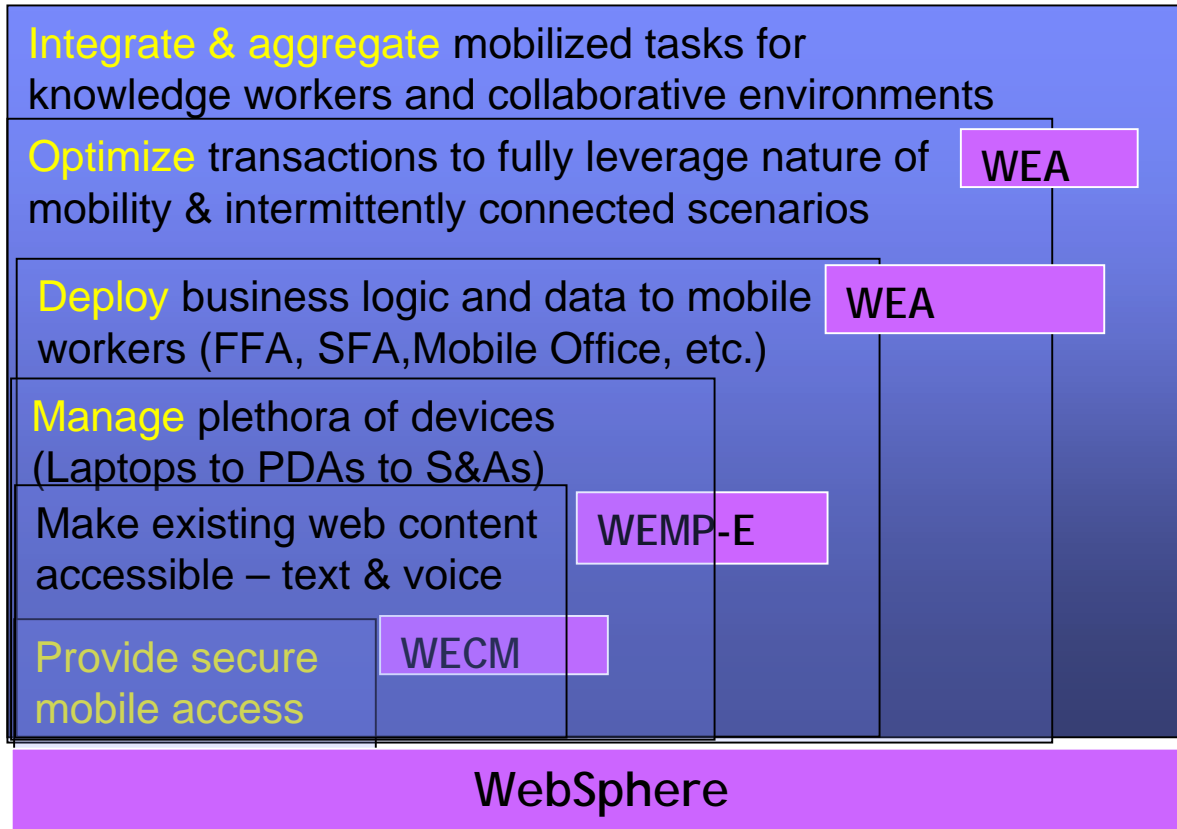 Integrate & aggregate mobilized tasks for
knowledge workers and collaborative environments
Optimize transactions to fully leverage nature of
mobility & intermittently connected scenarios
WEA
Deploy business logic and data to mobile
workers (FFA, SFA,Mobile Office, etc.)
WEA
Manage plethora of devices
(Laptops to PDAs to S&As)
Make existing web content
accessible – text & voice
WEMP-E
Provide secure
mobile access
WECM
WebSphere